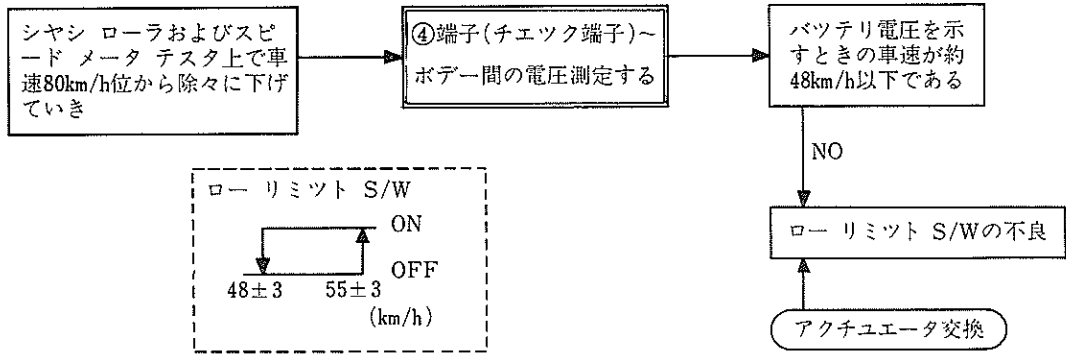 シヤシ ローラおよびスピ
ード メータ テスタ上で車
速80km/h位から除々に下げ
ていき
④端子(チエツク端子)～
ボデー間の電圧測定する
バツテリ電圧を示
すときの車速が約
48km/h以下である
NO
ロー リミツト S/W
ON
OFF
48±3 55±3
(km/h)
ロー リミツト S/Wの不良
アクチユエータ交換